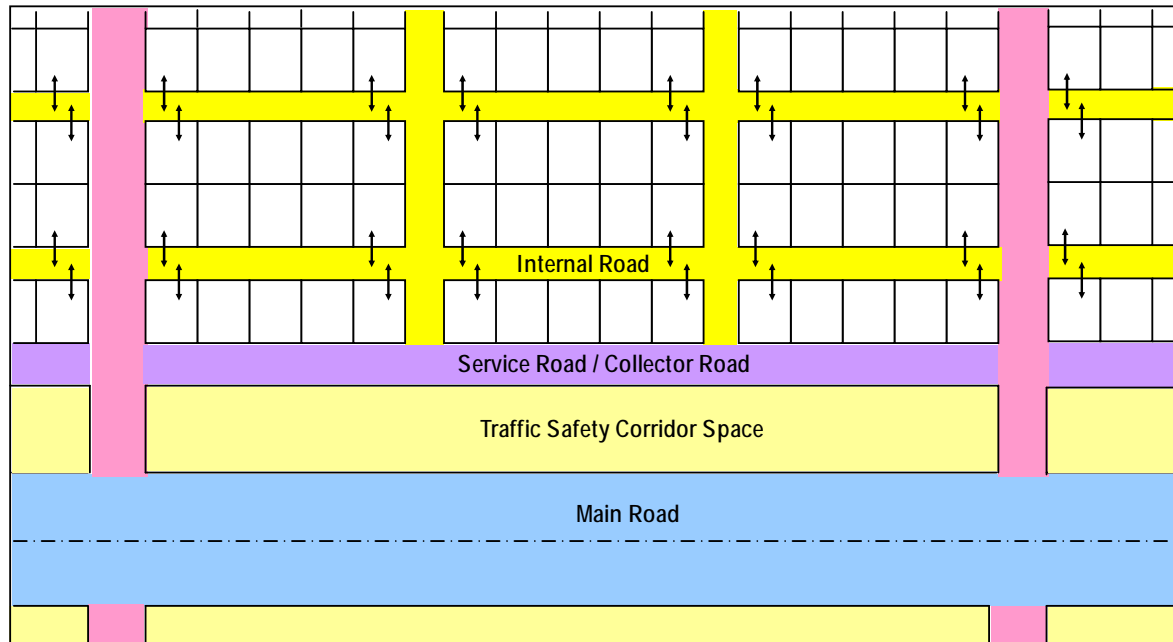 Internal Road
Service Road / Collector Road
Traffic Safety Corridor Space
Main Road